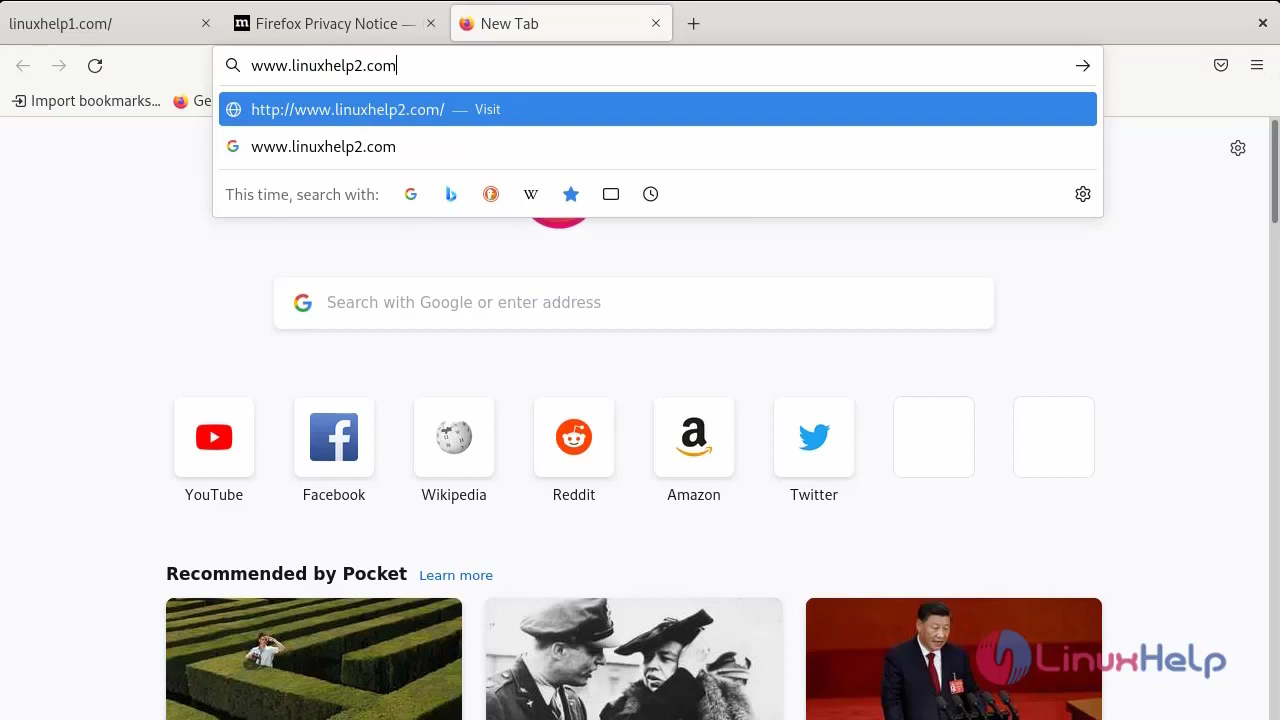 linuxhelp1.com/
Firefox Privacy Notice —
New Tab
www.linuxhelp2.com
Import bookmarks...
Ge
http://www.linuxhelp2.com/ — Visit
www.linuxhelp2.com
This time, search with:
W
Search with Google or enter address
YouTube
Facebook
Wikipedia
Reddit
Amazon
Twitter
Recommended by Pocket Learn more
LinuxHelp